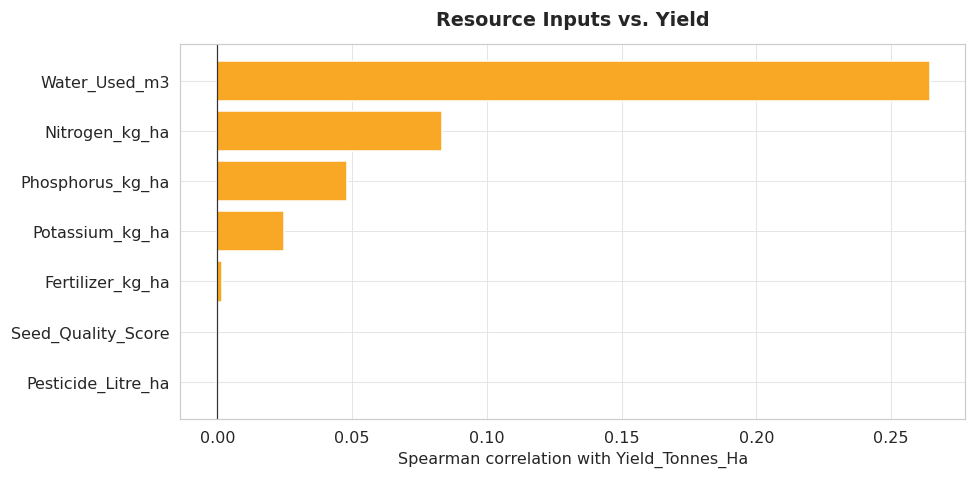 Resource Inputs vs. Yield
Water_Used_m3
Nitrogen_kg_ha
Phosphorus_kg_ha
Potassium_kg_ha
Fertilizer_kg_ha
Seed_Quality_Score
Pesticide_Litre_ha
0.00 0.05 0.10 0.15 0.20 0.25
Spearman correlation with Yield_Tonnes_Ha